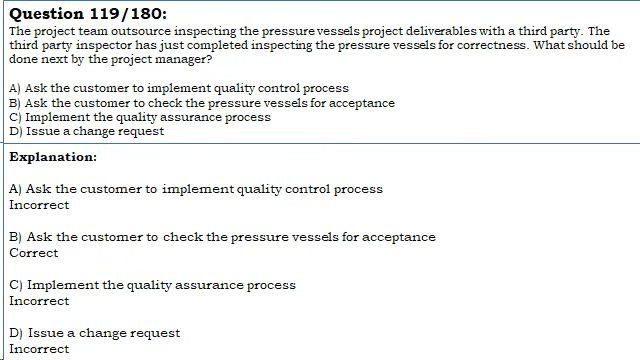 Question 119/180:
The project team outsource inspecting the pressure vessels project deliverables with a third party. The
third party inspector has just completed inspecting the pressure vessels for correctness. What should be
done next by the project manager?
A) Ask the customer to implement quality control process
B) Ask the customer to check the pressure vessels for acceptance
C) Implement the quality assurance process
D) Issue a change request
Explanation:
A) Ask the customer to implement quality control process
Incorrect
B) Ask the customer to check the pressure vessels for acceptance
Correct
C) Implement the quality assurance process
Incorrect
D) Issue a change request
Incorrect